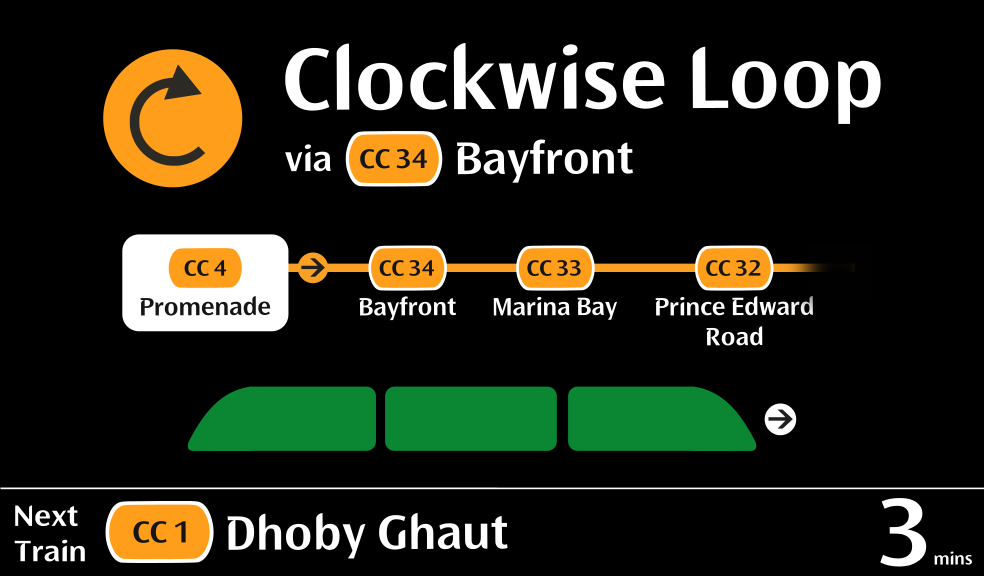 Clockwise Loop
via CC 34 Bayfront
CC 4 CC 34 CC 33 CC 32
Promenade Bayfront Marina Bay Prince Edward
Road
Next
Train
CC 1 Dhoby Ghaut
3 mins